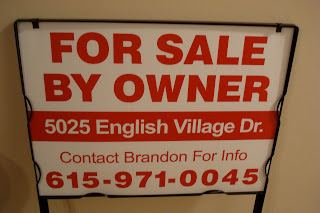 FOR SALE
BY OWNER
5025 English Village Dr.
Contact Brandon For Info
615-971-0045